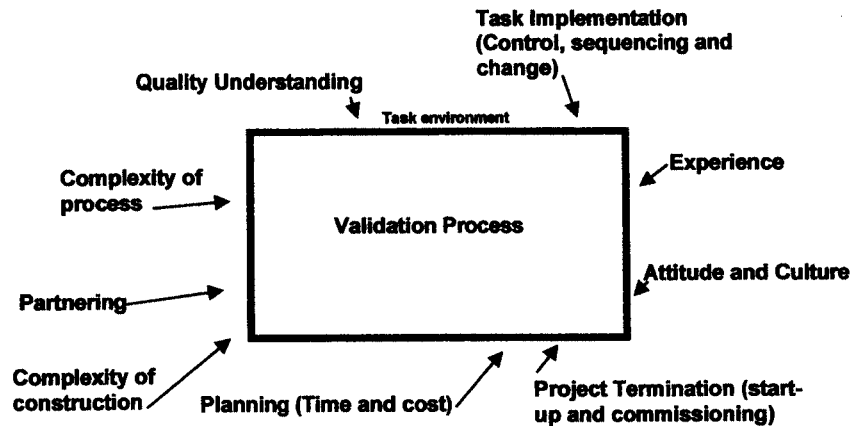 Task Implementation
(Control, sequencing and
change)
Quality Understanding
Task environment
Experience
Complexity of
process
Validation Process
Attitude and Culture
Partnering
Complexity of
construction
Planning (Time and cost)
Project Termination (start-
up and commissioning)